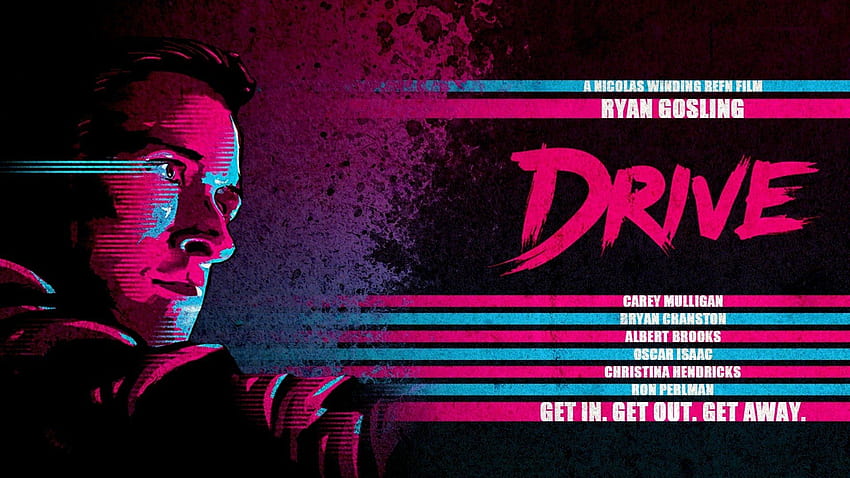 A NICOLAS WINDING REFN FILM
RYAN GOSLING
DRIVE
CAREY MULLIGAN
BRYAN CRANSTON
ALBERT BROOKS
OSCAR ISAAC
CHRISTINA HENDRICKS
RON PERLMAN
GET IN. GET OUT. GET AWAY.